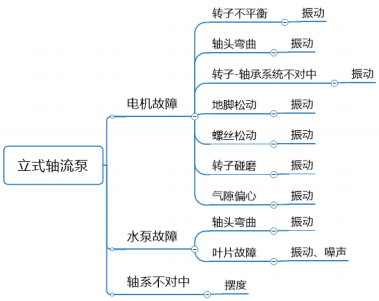 转子不平衡 振动
轴头弯曲 振动
转子-轴承系统不对中 振动
电机故障
地脚松动 振动
螺丝松动 振动
立式轴流泵
转子碰磨 振动
气隙偏心 振动
水泵故障
轴头弯曲 振动
叶片故障 振动、噪声
轴系不对中 摆度